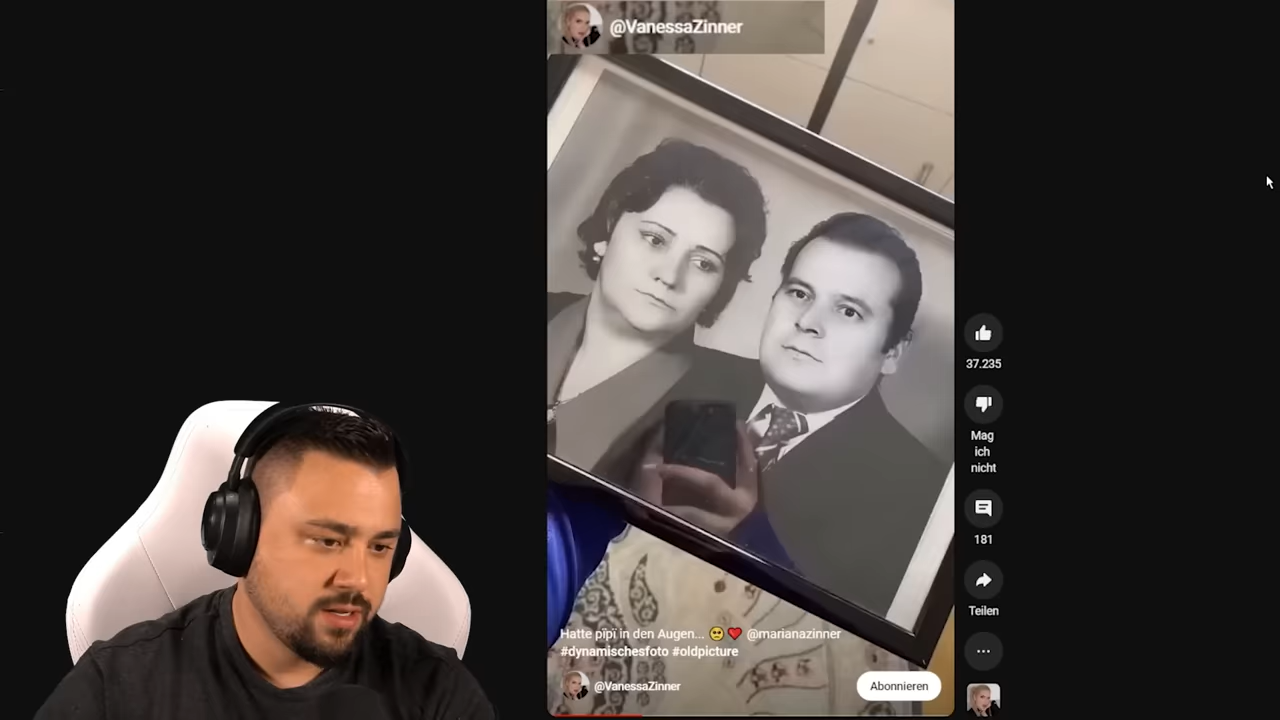 @VanessaZinner
37.235
Mag
ich
nicht
181
Teilen
Hatte pipi in den Augen... 🥹❤️ @marianazinner
#dynamischesfoto #oldpicture
@VanessaZinner
Abonnieren